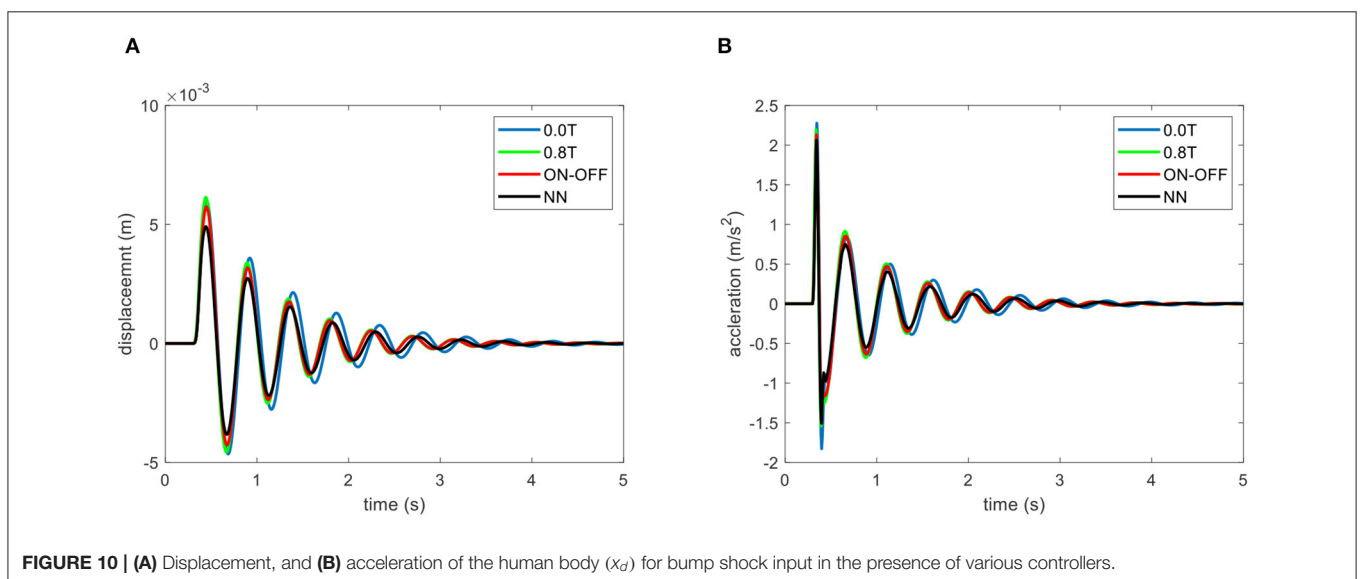 A
×10⁻³
10
5
0
-5
displaceemnt (m)
0 1 2 3 4 5
time (s)
0.0T
0.8T
ON-OFF
NN
B
2.5
2
1.5
1
0.5
0
-0.5
-1
-1.5
-2
accleration (m/s²)
0 1 2 3 4 5
time (s)
0.0T
0.8T
ON-OFF
NN
FIGURE 10 | (A) Displacement, and (B) acceleration of the human body (x_d) for bump shock input in the presence of various controllers.